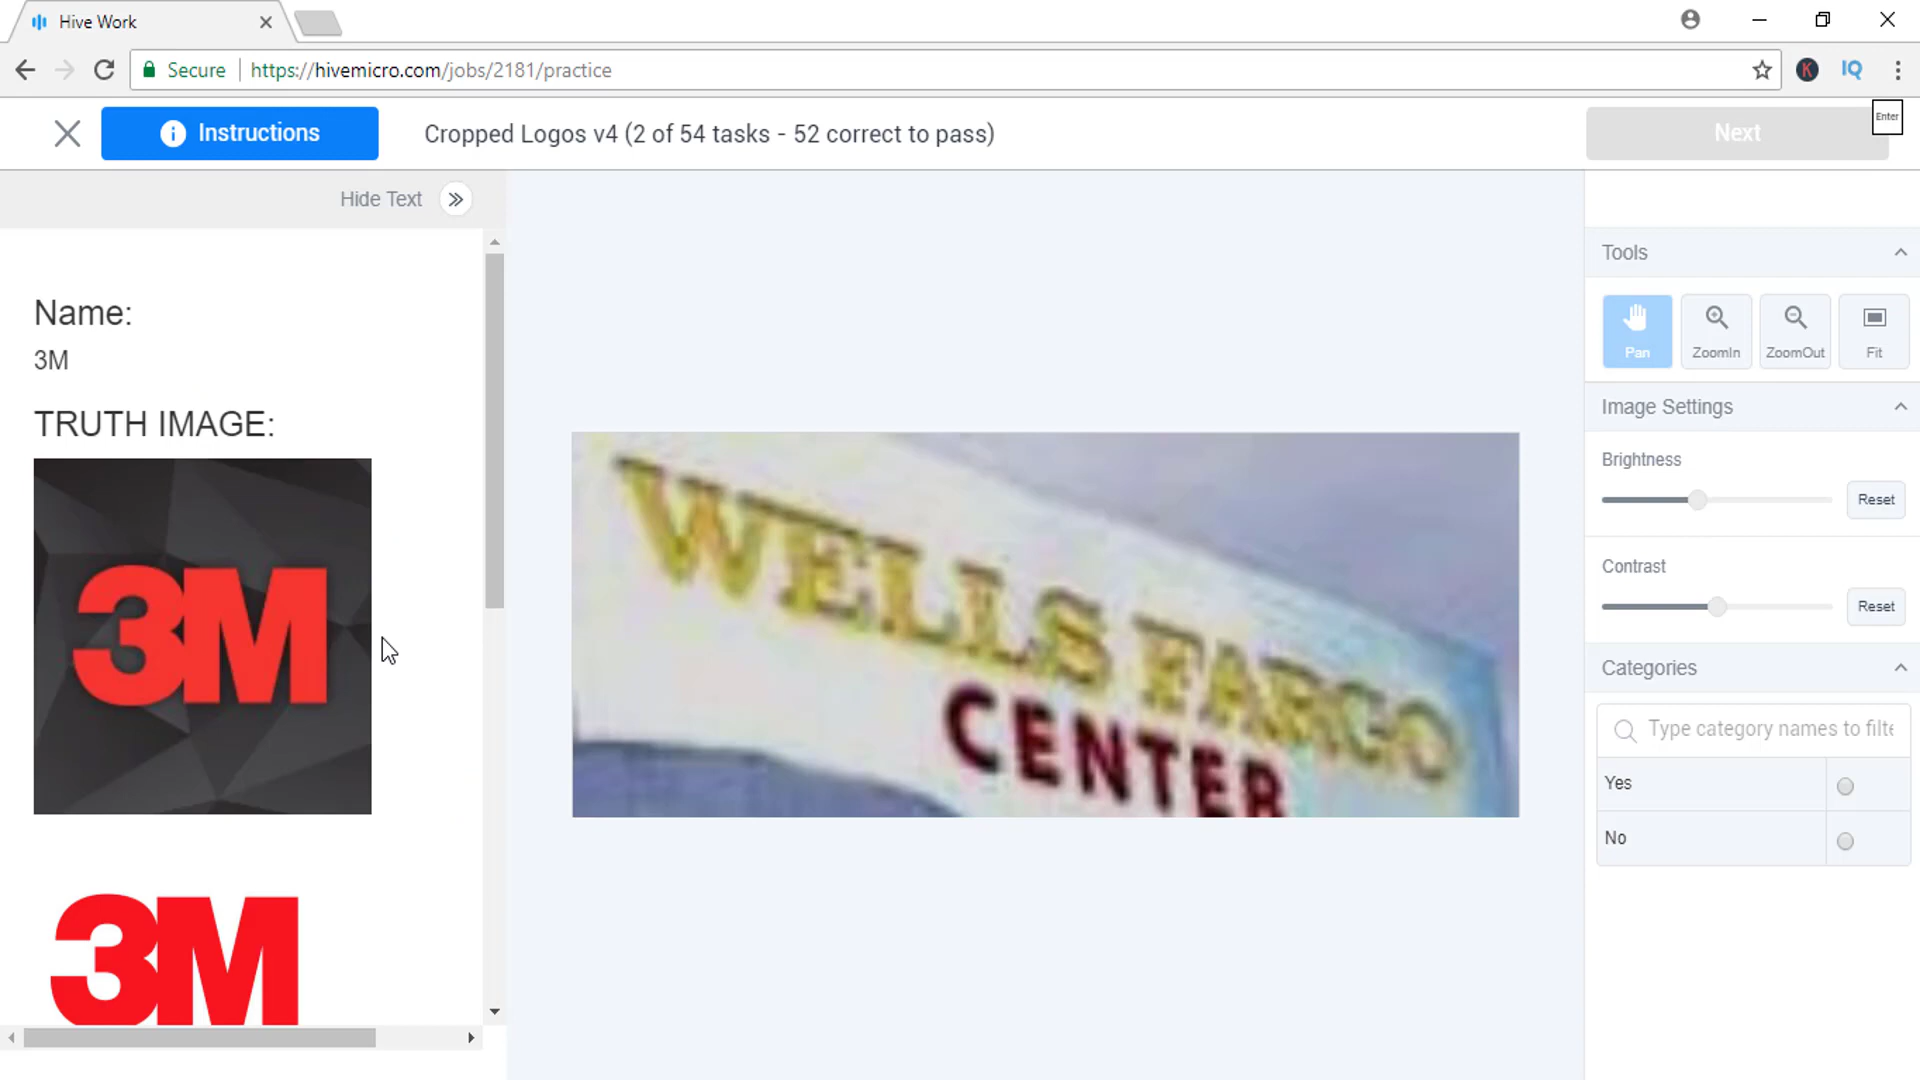 Hive Work
Secure
https://hivemicro.com/jobs/2181/practice
K
IQ
Instructions
Cropped Logos v4 (2 of 54 tasks - 52 correct to pass)
Next
Enter
Hide Text
Name:
3M
TRUTH IMAGE:
3M
3M
WELLS FARGO
CENTER
Tools
Pan
ZoomIn
ZoomOut
Fit
Image Settings
Brightness
Reset
Contrast
Reset
Categories
Type category names to filte
Yes
No